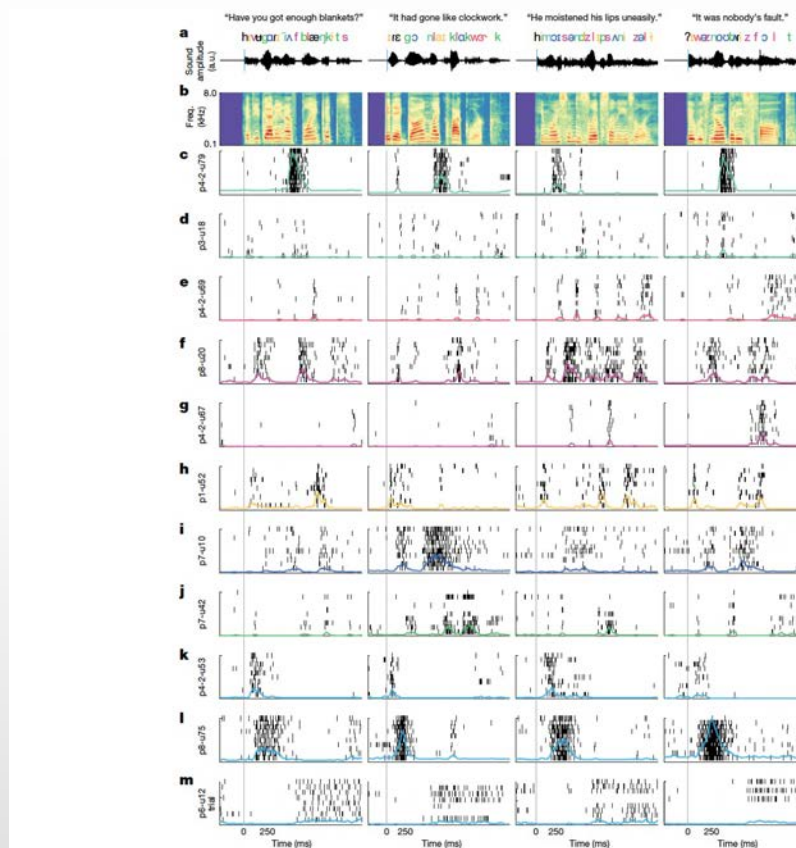 "Have you got enough blankets?" "It had gone like clockwork." "He moistened his lips uneasily." "It was nobody's fault."
a
Sound amplitude (a.u.)
b
Freq. (kHz)
8.0
0.1
c
p4-2-u79
d
p3-u18
e
p4-2-u69
f
p8-u20
g
p4-2-u67
h
p1-u52
i
p7-u10
j
p7-u42
k
p4-2-u53
l
p8-u75
m
p6-u12
trial
0 250 0 250 0 250 0 250
Time (ms) Time (ms) Time (ms) Time (ms)